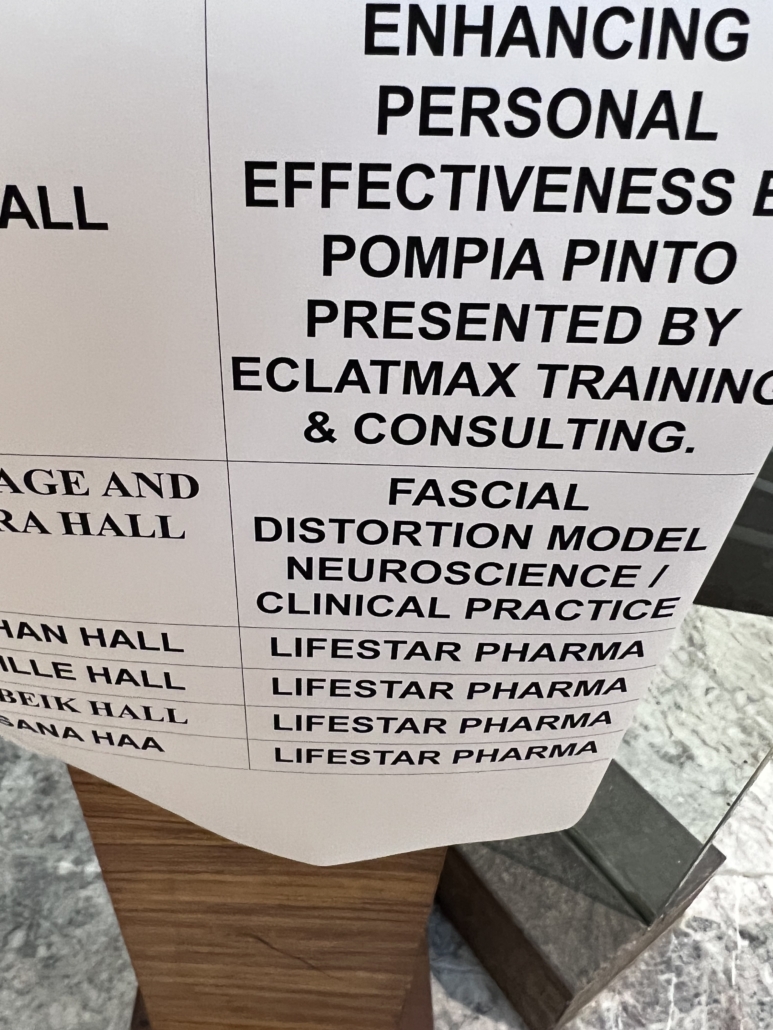 ENHANCING
PERSONAL
ALL
EFFECTIVENESS
POMPIA PINTO
PRESENTED BY
ECLATMAX TRAINING
& CONSULTING.
AGE AND
RA HALL
FASCIAL
DISTORTION MODEL
NEUROSCIENCE /
CLINICAL PRACTICE
HAN HALL LIFESTAR PHARMA
ILLE HALL LIFESTAR PHARMA
BEIK HALL LIFESTAR PHARMA
SANA HAA LIFESTAR PHARMA